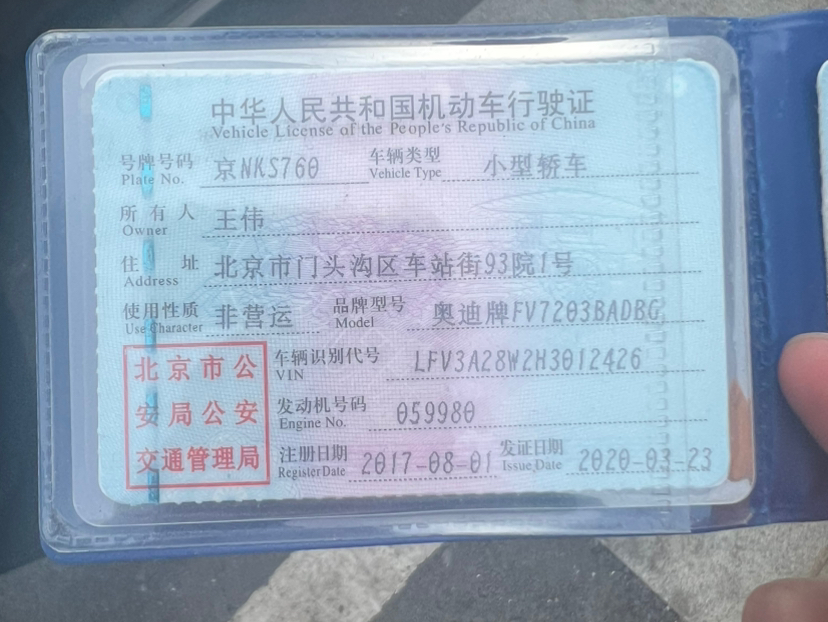 中华人民共和国机动车行驶证
Vehicle License of the People's Republic of China
号牌号码 京NKS760 车辆类型 小型轿车
Plate No. Vehicle Type
所有人 王伟
Owner
住址 北京市门头沟区车站街93院1号
Address
使用性质 非营运 品牌型号 奥迪牌FV7203BADBG
Use Character Model
北京市公安局公安交通管理局
车辆识别代号 LFV3A28W2H3012426
VIN
发动机号码 059980
Engine No.
注册日期 2017-08-01 发证日期 2020-03-23
Register Date Issue Date